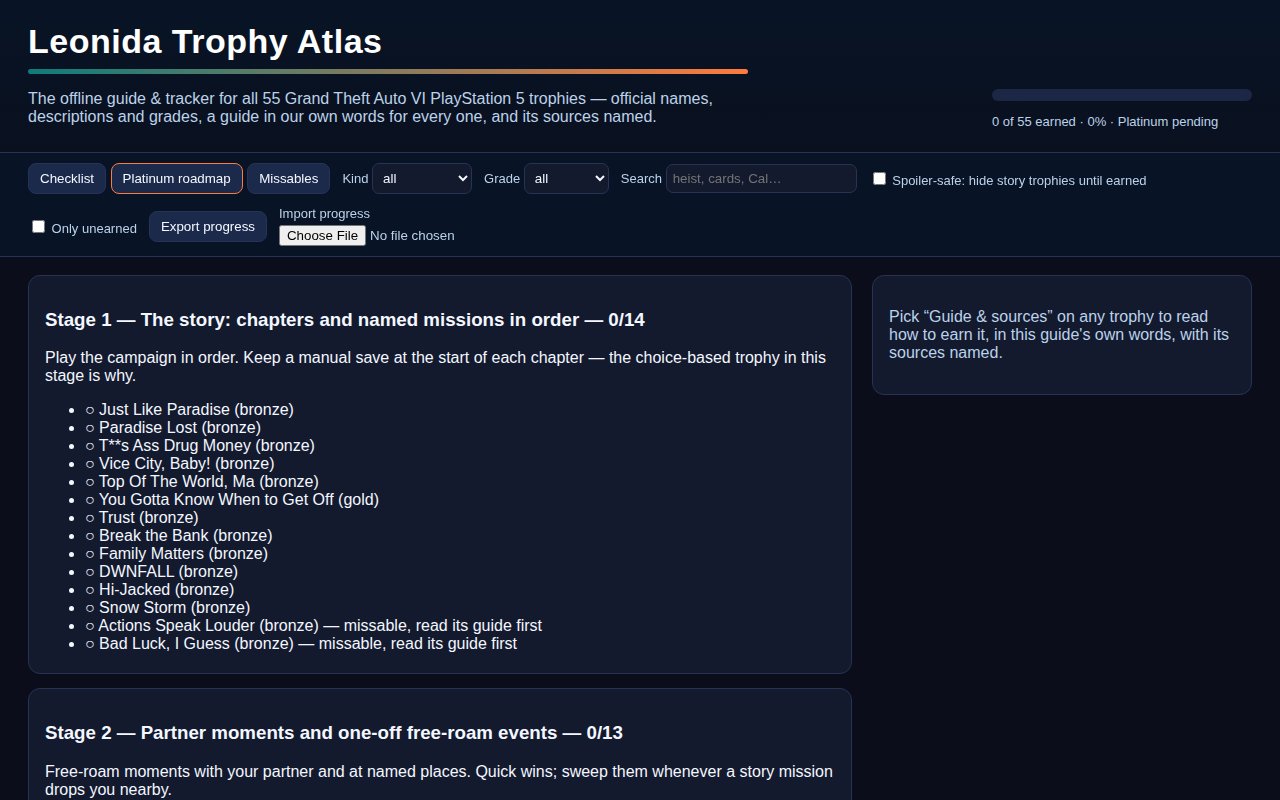 Leonida Trophy Atlas
The offline guide & tracker for all 55 Grand Theft Auto VI PlayStation 5 trophies — official names,
descriptions and grades, a guide in our own words for every one, and its sources named.
0 of 55 earned · 0% · Platinum pending
Checklist Platinum roadmap Missables Kind all Grade all Search heist, cards, Cal… Spoiler-safe: hide story trophies until earned
Only unearned Export progress Import progress
Choose File No file chosen
Stage 1 — The story: chapters and named missions in order — 0/14
Play the campaign in order. Keep a manual save at the start of each chapter — the choice-based trophy in this
stage is why.
• ○ Just Like Paradise (bronze)
• ○ Paradise Lost (bronze)
• ○ T**s Ass Drug Money (bronze)
• ○ Vice City, Baby! (bronze)
• ○ Top Of The World, Ma (bronze)
• ○ You Gotta Know When to Get Off (gold)
• ○ Trust (bronze)
• ○ Break the Bank (bronze)
• ○ Family Matters (bronze)
• ○ DWNFALL (bronze)
• ○ Hi-Jacked (bronze)
• ○ Snow Storm (bronze)
• ○ Actions Speak Louder (bronze) — missable, read its guide first
• ○ Bad Luck, I Guess (bronze) — missable, read its guide first
Pick “Guide & sources” on any trophy to read
how to earn it, in this guide's own words, with its
sources named.
Stage 2 — Partner moments and one-off free-roam events — 0/13
Free-roam moments with your partner and at named places. Quick wins; sweep them whenever a story mission
drops you nearby.